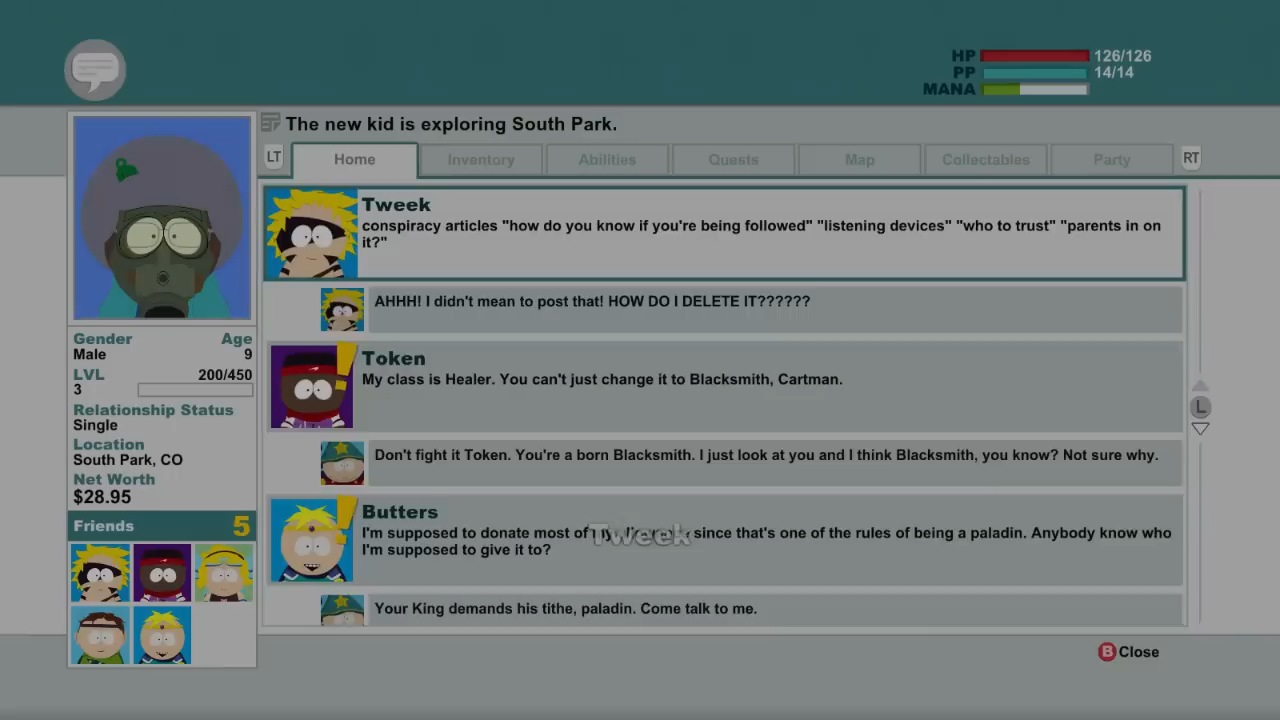 HP 126/126
PP 14/14
MANA
The new kid is exploring South Park.
LT Home Inventory Abilities Quests Map Collectables Party RT
Tweek
conspiracy articles "how do you know if you're being followed" "listening devices" "who to trust" "parents in on
it?"
AHHH! I didn't mean to post that! HOW DO I DELETE IT??????
Token
My class is Healer. You can't just change it to Blacksmith, Cartman.
Don't fight it Token. You're a born Blacksmith. I just look at you and I think Blacksmith, you know? Not sure why.
Butters
I'm supposed to donate most of my since that's one of the rules of being a paladin. Anybody know who
I'm supposed to give it to?
Tweek
Your King demands his tithe, paladin. Come talk to me.
Gender Age
Male 9
LVL 200/450
3
Relationship Status
Single
Location
South Park, CO
Net Worth
$28.95
Friends 5
L
B Close